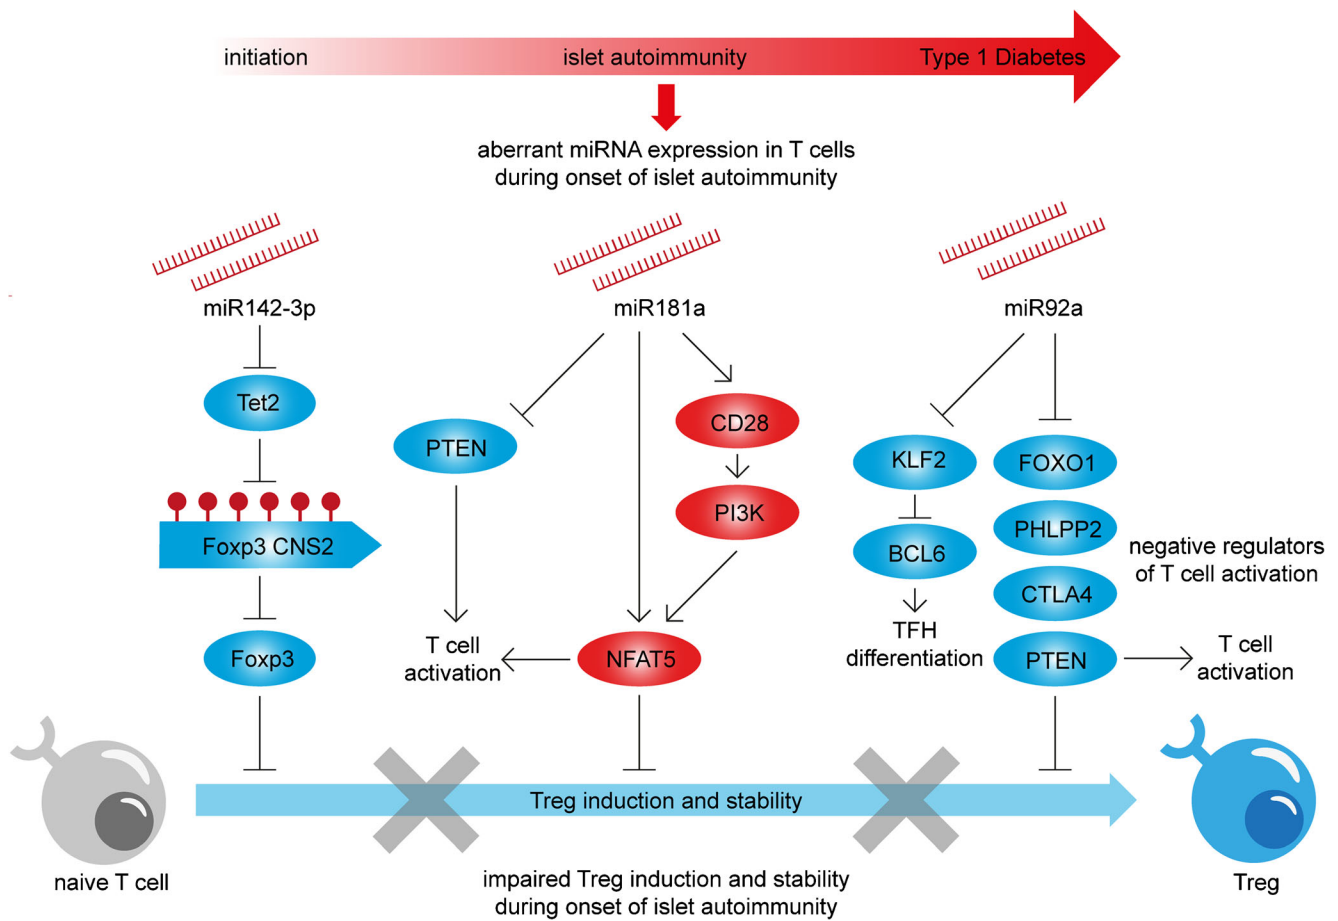 initiation
islet autoimmunity
Type 1 Diabetes
aberrant miRNA expression in T cells
during onset of islet autoimmunity
miR142-3p
miR181a
miR92a
Tet2
Foxp3 CNS2
Foxp3
PTEN
T cell
activation
CD28
PI3K
NFAT5
KLF2
BCL6
TFH
differentiation
FOXO1
PHLPP2
CTLA4
PTEN
negative regulators
of T cell activation
T cell
activation
Treg induction and stability
naive T cell
impaired Treg induction and stability
during onset of islet autoimmunity
Treg